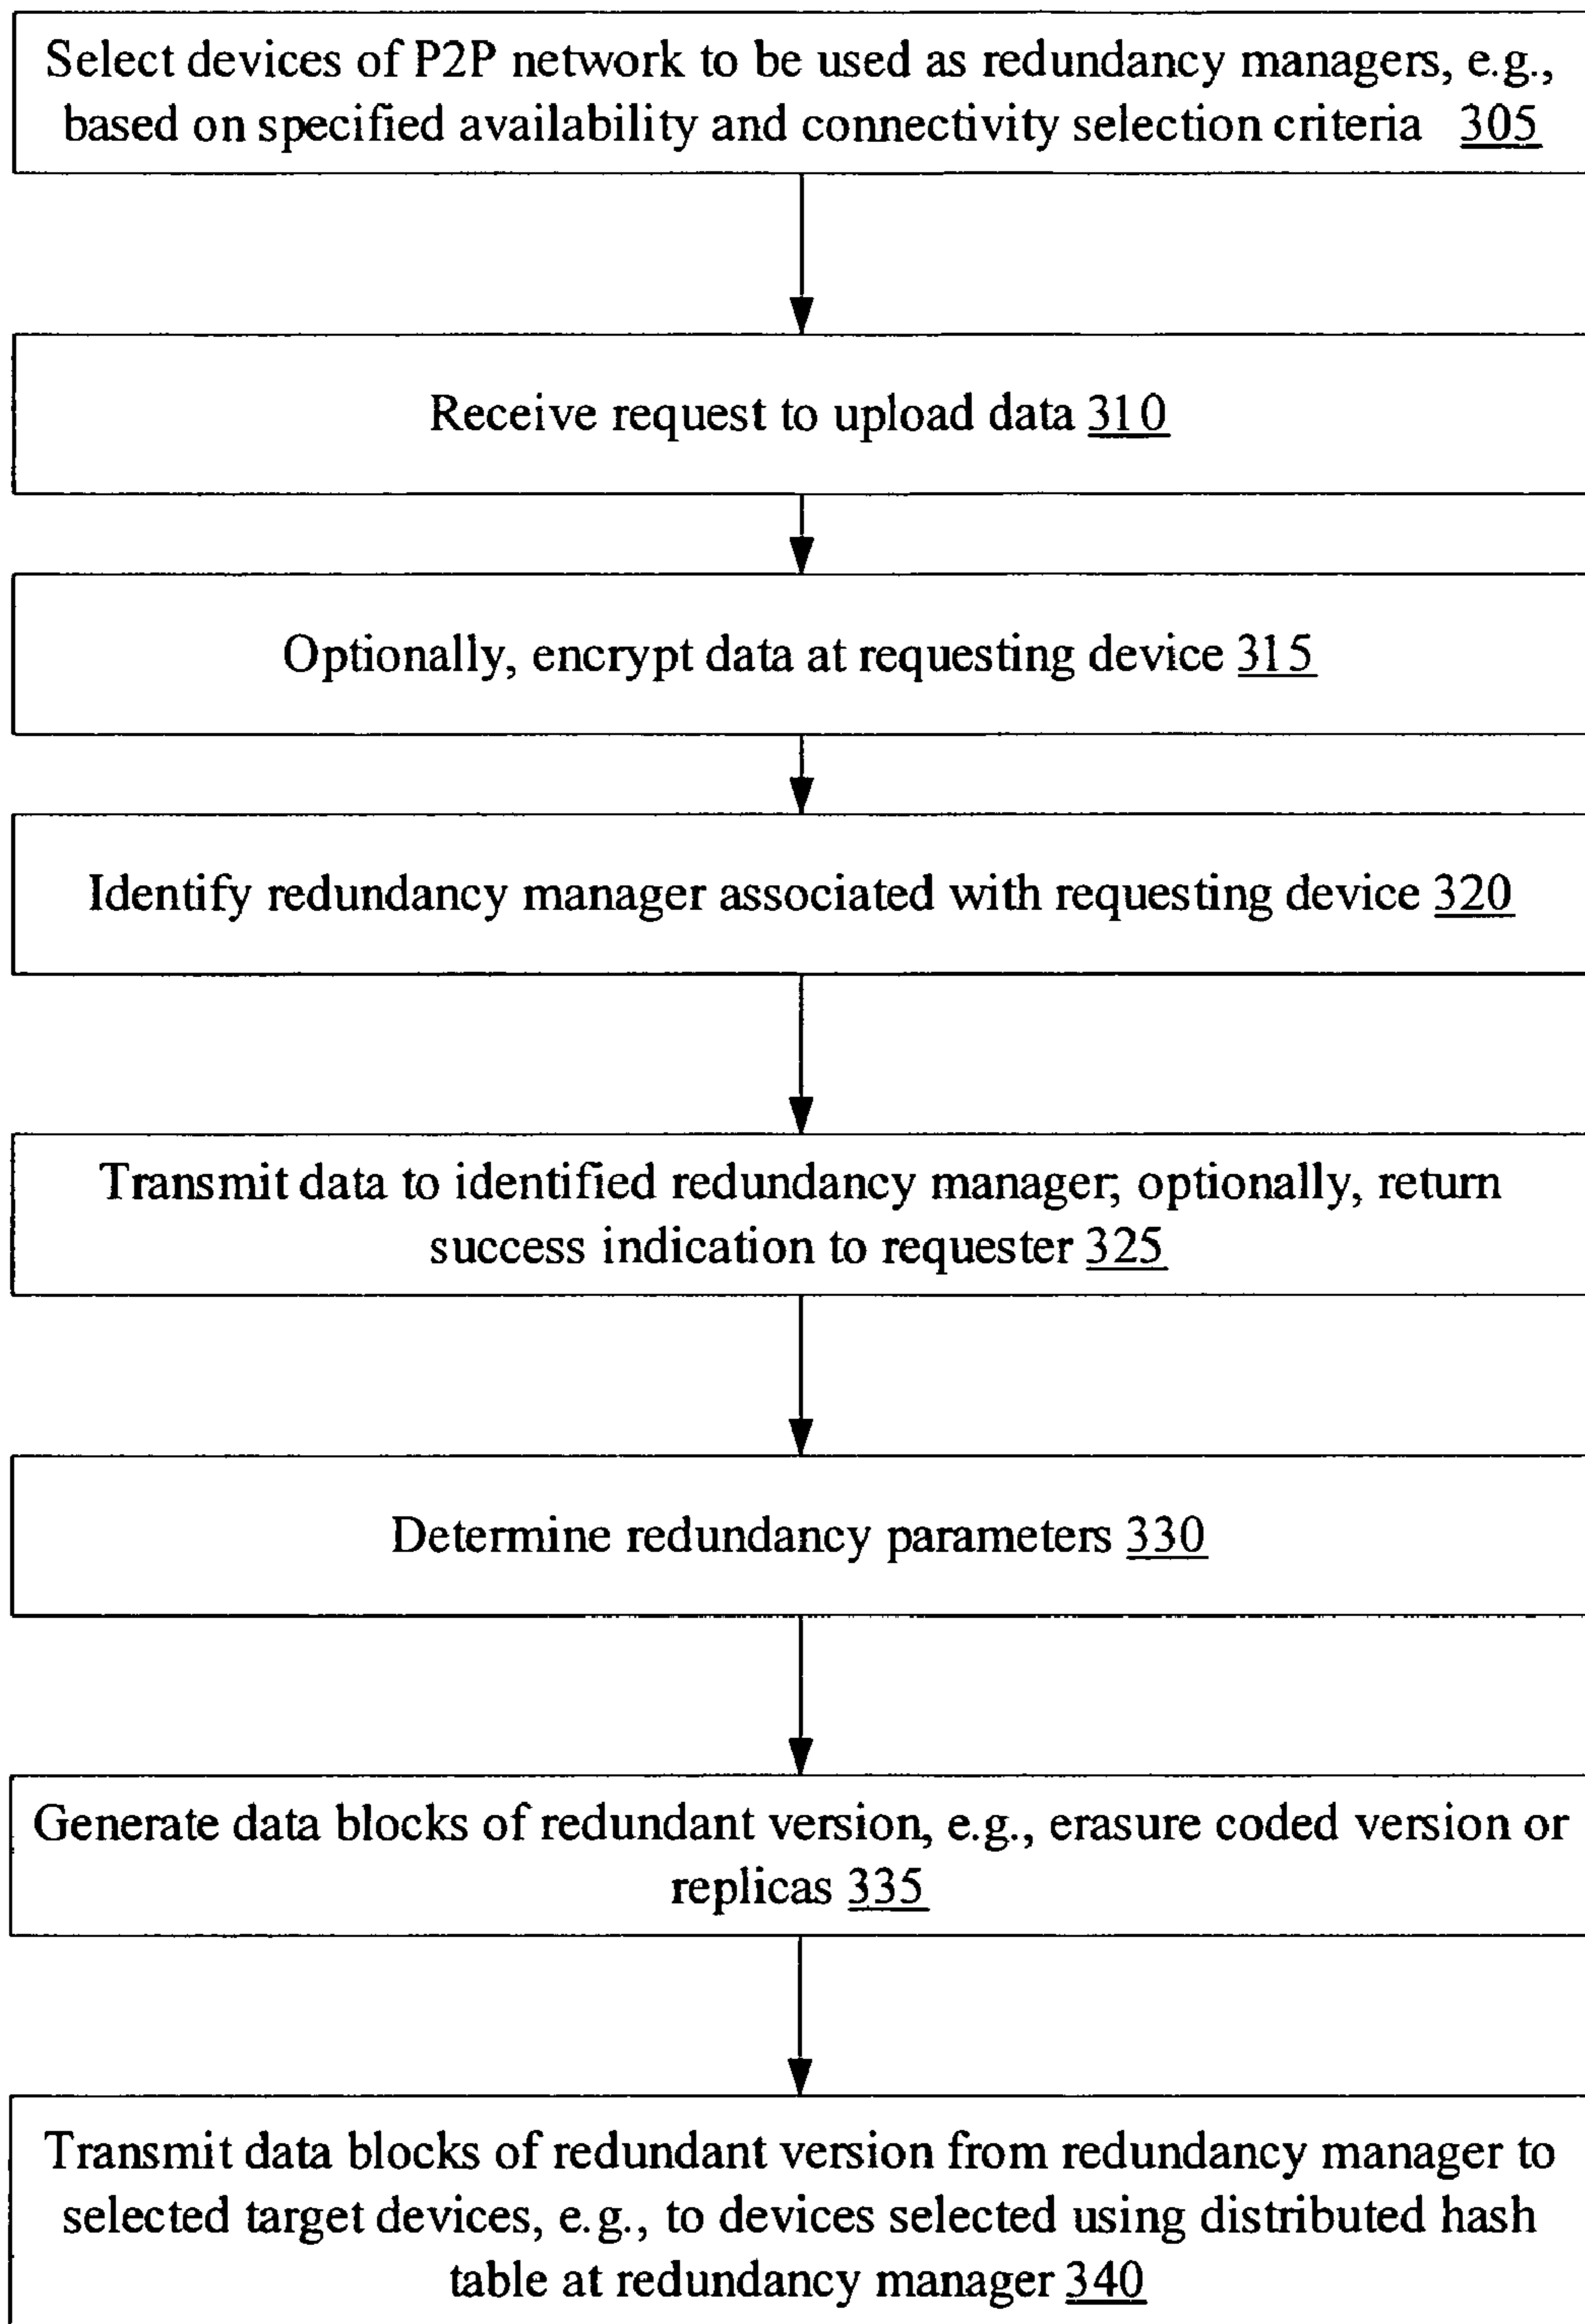 Select devices of P2P network to be used as redundancy managers, e.g.,
based on specified availability and connectivity selection criteria 305
Receive request to upload data 310
Optionally, encrypt data at requesting device 315
Identify redundancy manager associated with requesting device 320
Transmit data to identified redundancy manager; optionally, return
success indication to requester 325
Determine redundancy parameters 330
Generate data blocks of redundant version, e.g., erasure coded version or
replicas 335
Transmit data blocks of redundant version from redundancy manager to
selected target devices, e.g., to devices selected using distributed hash
table at redundancy manager 340